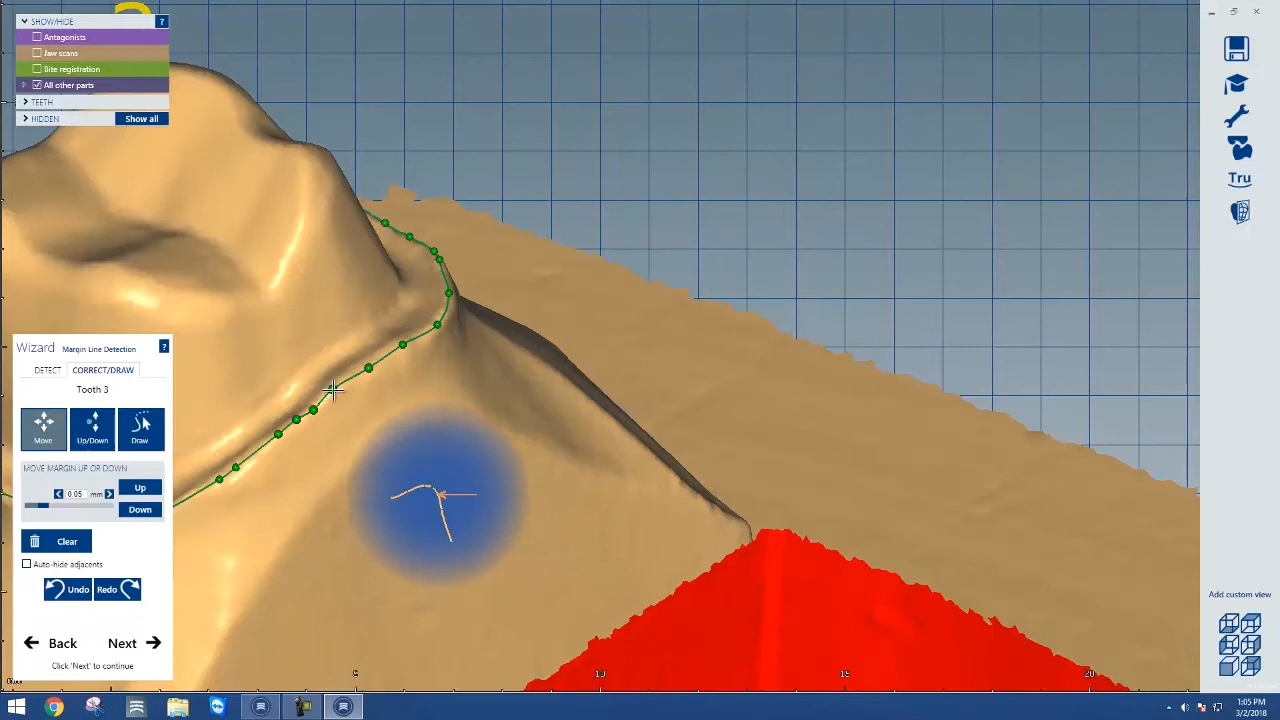 SHOW/HIDE ?
Antagonists
Jaw scans
Bite registration
All other parts
TEETH
HIDDEN Show all
Tru
Wizard Margin Line Detection ?
DETECT CORRECT/DRAW
Tooth 3
Move Up/Down Draw
MOVE MARGIN UP OR DOWN
0.05 mm Up
Down
Clear
Auto-hide adjacents
Undo Redo
Back Next
Click 'Next' to continue
Add custom view
10 15 20
1:05 PM
3/2/2018